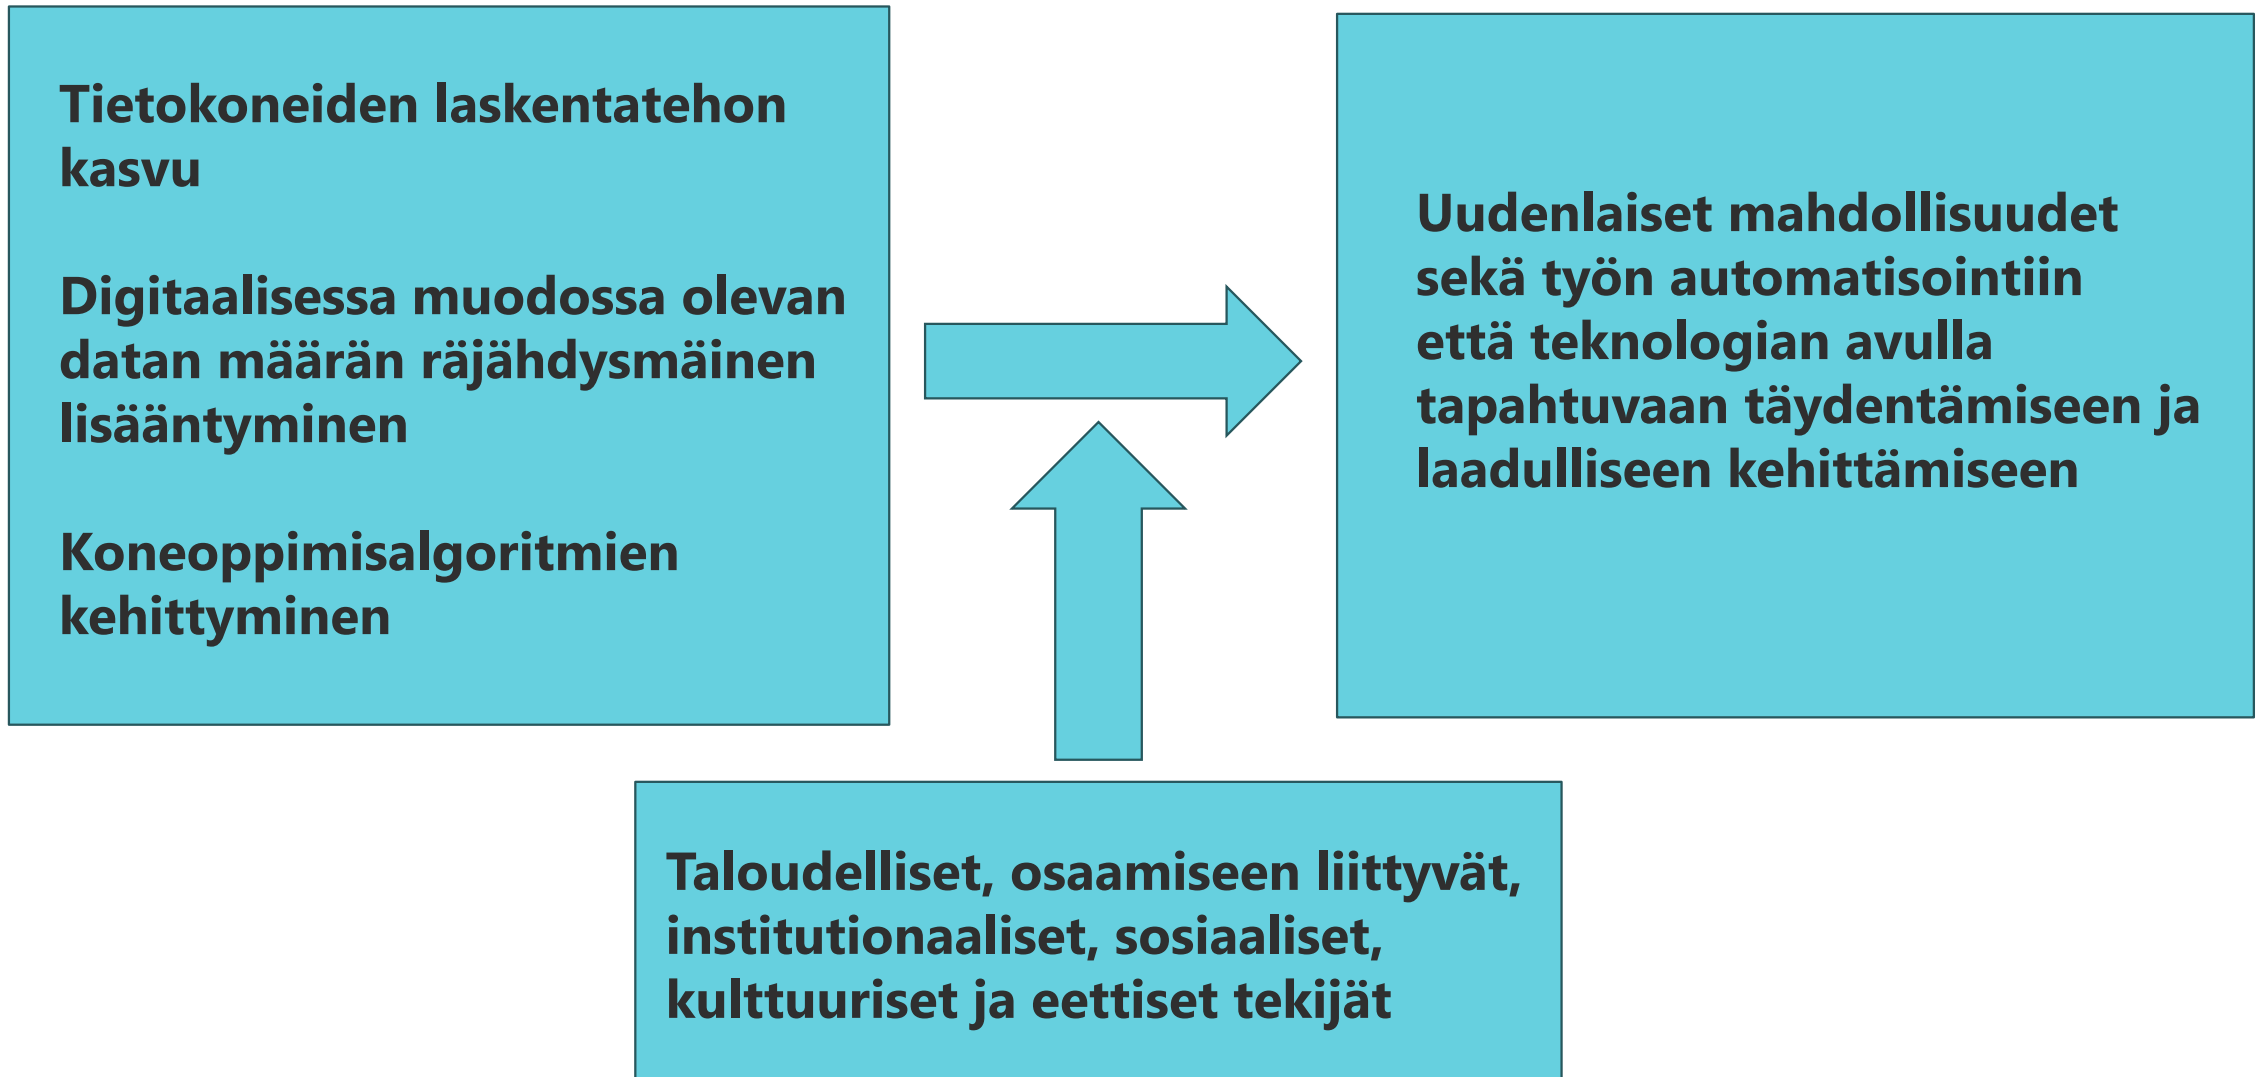 Tietokoneiden laskentatehon
kasvu
Digitaalisessa muodossa olevan
datan määrän räjähdysmäinen
lisääntyminen
Koneoppimisalgoritmien
kehittyminen
Uudenlaiset mahdollisuudet
sekä työn automatisointiin
että teknologian avulla
tapahtuvaan täydentämiseen ja
laadulliseen kehittämiseen
Taloudelliset, osaamiseen liittyvät,
institutionaaliset, sosiaaliset,
kulttuuriset ja eettiset tekijät